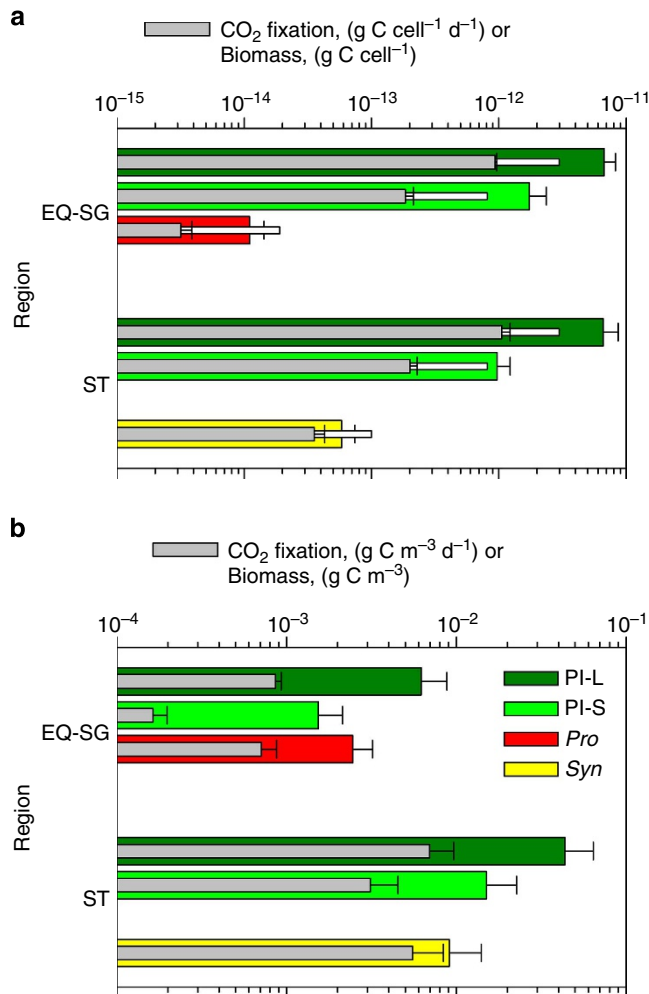 a
CO₂ fixation, (g C cell⁻¹ d⁻¹) or
Biomass, (g C cell⁻¹)
10⁻¹⁵ 10⁻¹⁴ 10⁻¹³ 10⁻¹² 10⁻¹¹
EQ-SG
Region
ST
b
CO₂ fixation, (g C m⁻³ d⁻¹) or
Biomass, (g C m⁻³)
10⁻⁴ 10⁻³ 10⁻² 10⁻¹
PI-L
PI-S
Pro
Syn
EQ-SG
Region
ST